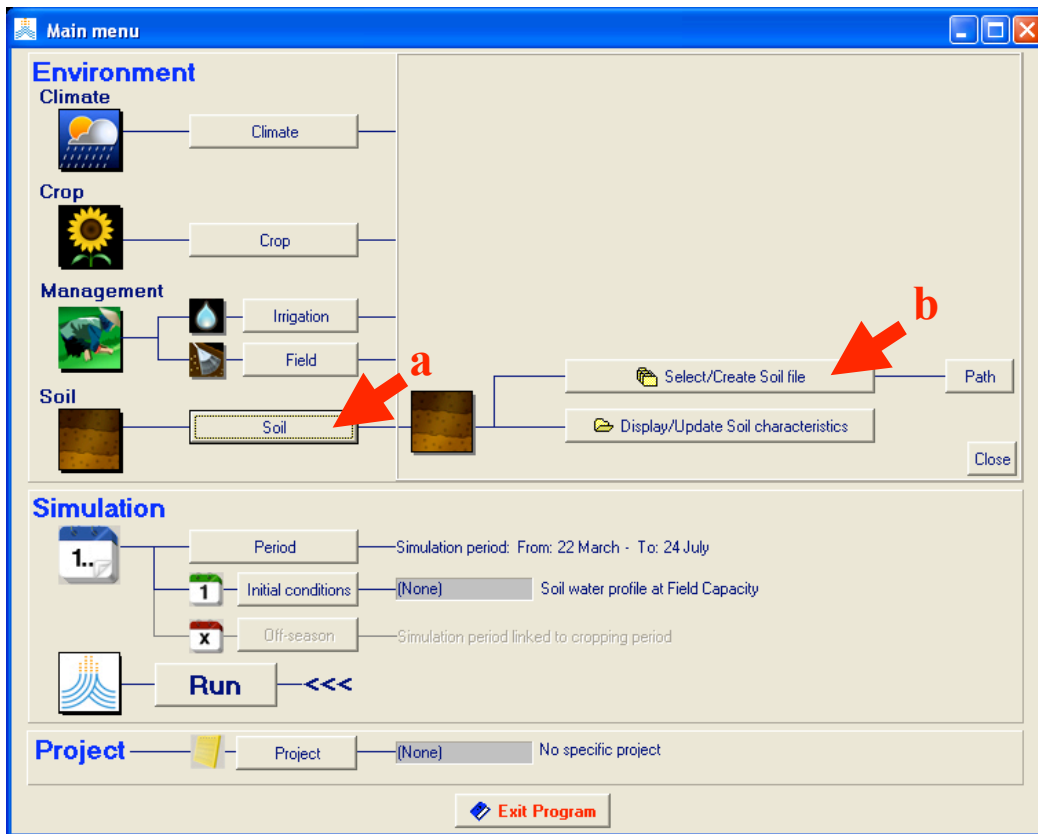 Main menu
Environment
Climate
Climate
Crop
Crop
Management
Irrigation
Field
a
b
Soil
Soil
Select/Create Soil file
Path
Display/Update Soil characteristics
Close
Simulation
1..
Period
Simulation period: From: 22 March - To: 24 July
1
Initial conditions
(None)
Soil water profile at Field Capacity
x
Off-season
Simulation period linked to cropping period
Run
<<<
Project
Project
(None)
No specific project
Exit Program